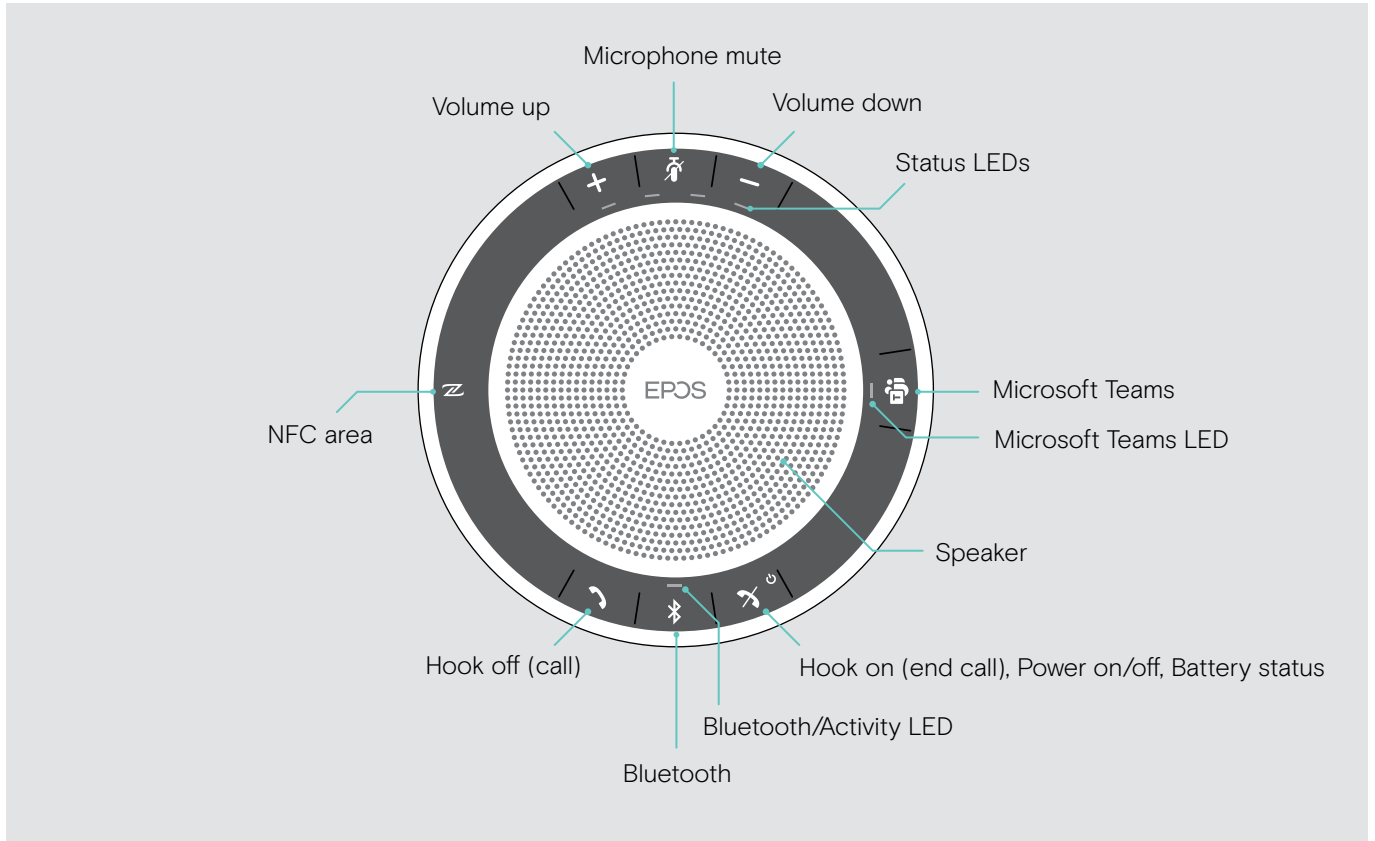 Microphone mute
Volume up
Volume down
Status LEDs
EPOS
Microsoft Teams
NFC area
Microsoft Teams LED
Speaker
Hook off (call)
Hook on (end call), Power on/off, Battery status
Bluetooth/Activity LED
Bluetooth